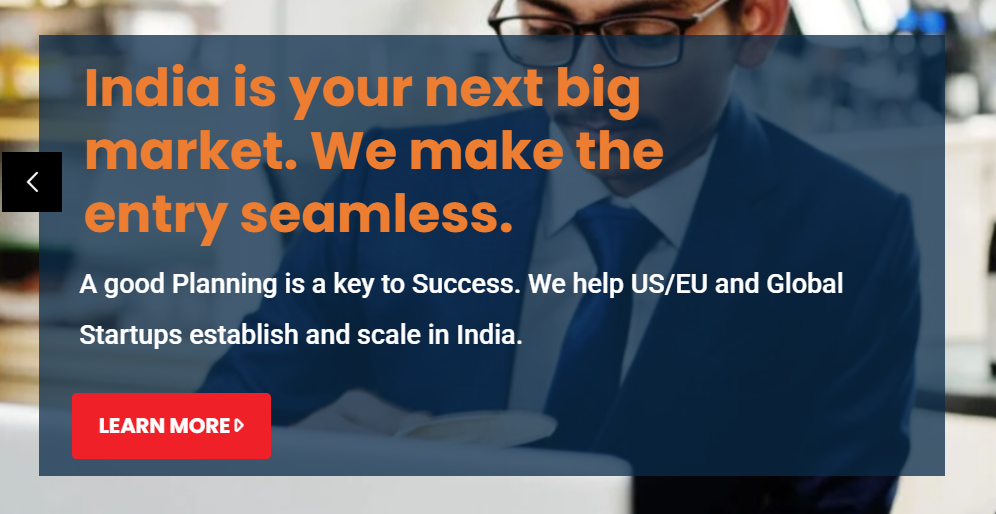 India is your next big
market. We make the
entry seamless.
A good Planning is a key to Success. We help US/EU and Global
Startups establish and scale in India.
LEARN MORE